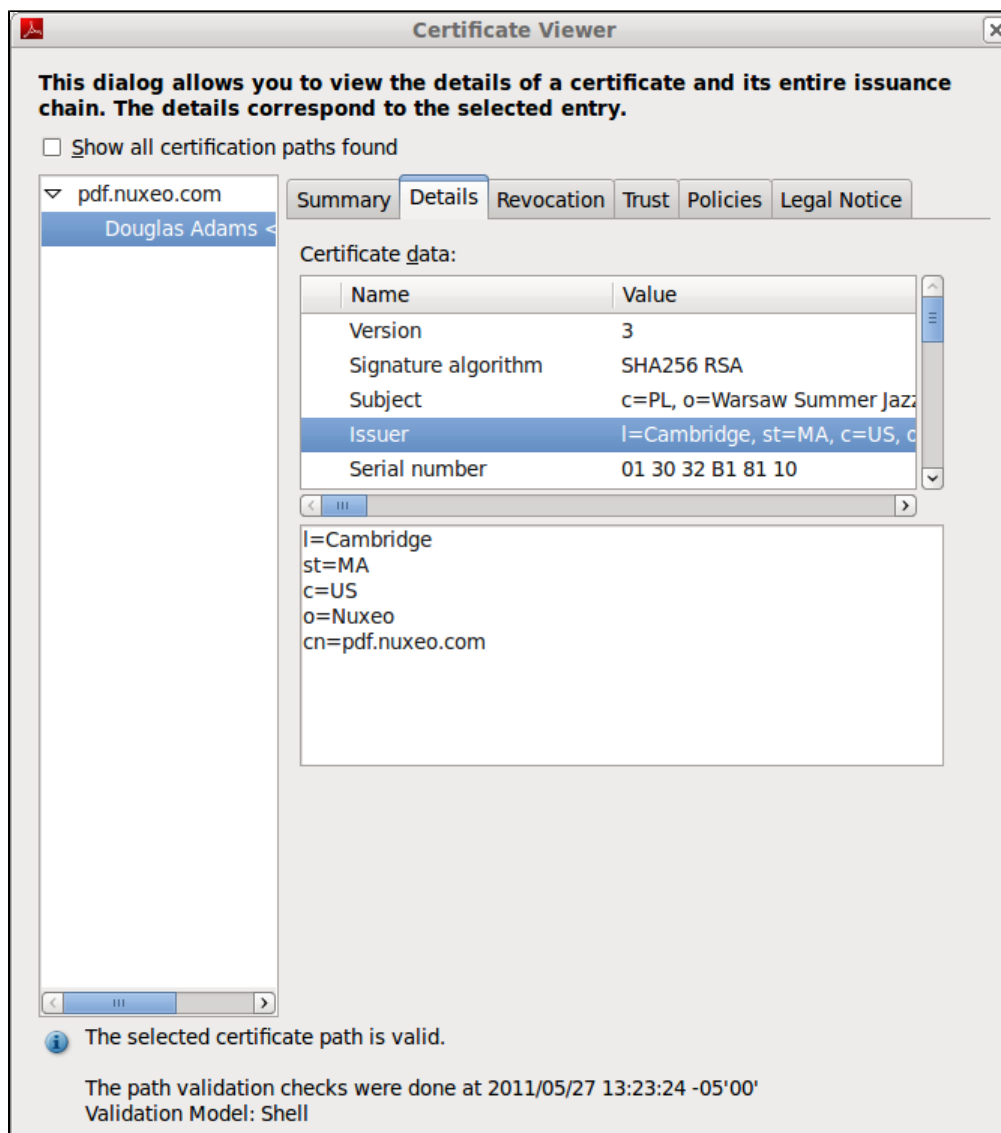 Certificate Viewer
This dialog allows you to view the details of a certificate and its entire issuance
chain. The details correspond to the selected entry.
Show all certification paths found
pdf.nuxeo.com
Douglas Adams <
Summary Details Revocation Trust Policies Legal Notice
Certificate data:
Name Value
Version 3
Signature algorithm SHA256 RSA
Subject c=PL, o=Warsaw Summer Jazz
Issuer l=Cambridge, st=MA, c=US, o
Serial number 01 30 32 B1 81 10
l=Cambridge
st=MA
c=US
o=Nuxeo
cn=pdf.nuxeo.com
The selected certificate path is valid.
The path validation checks were done at 2011/05/27 13:23:24 -05'00'
Validation Model: Shell